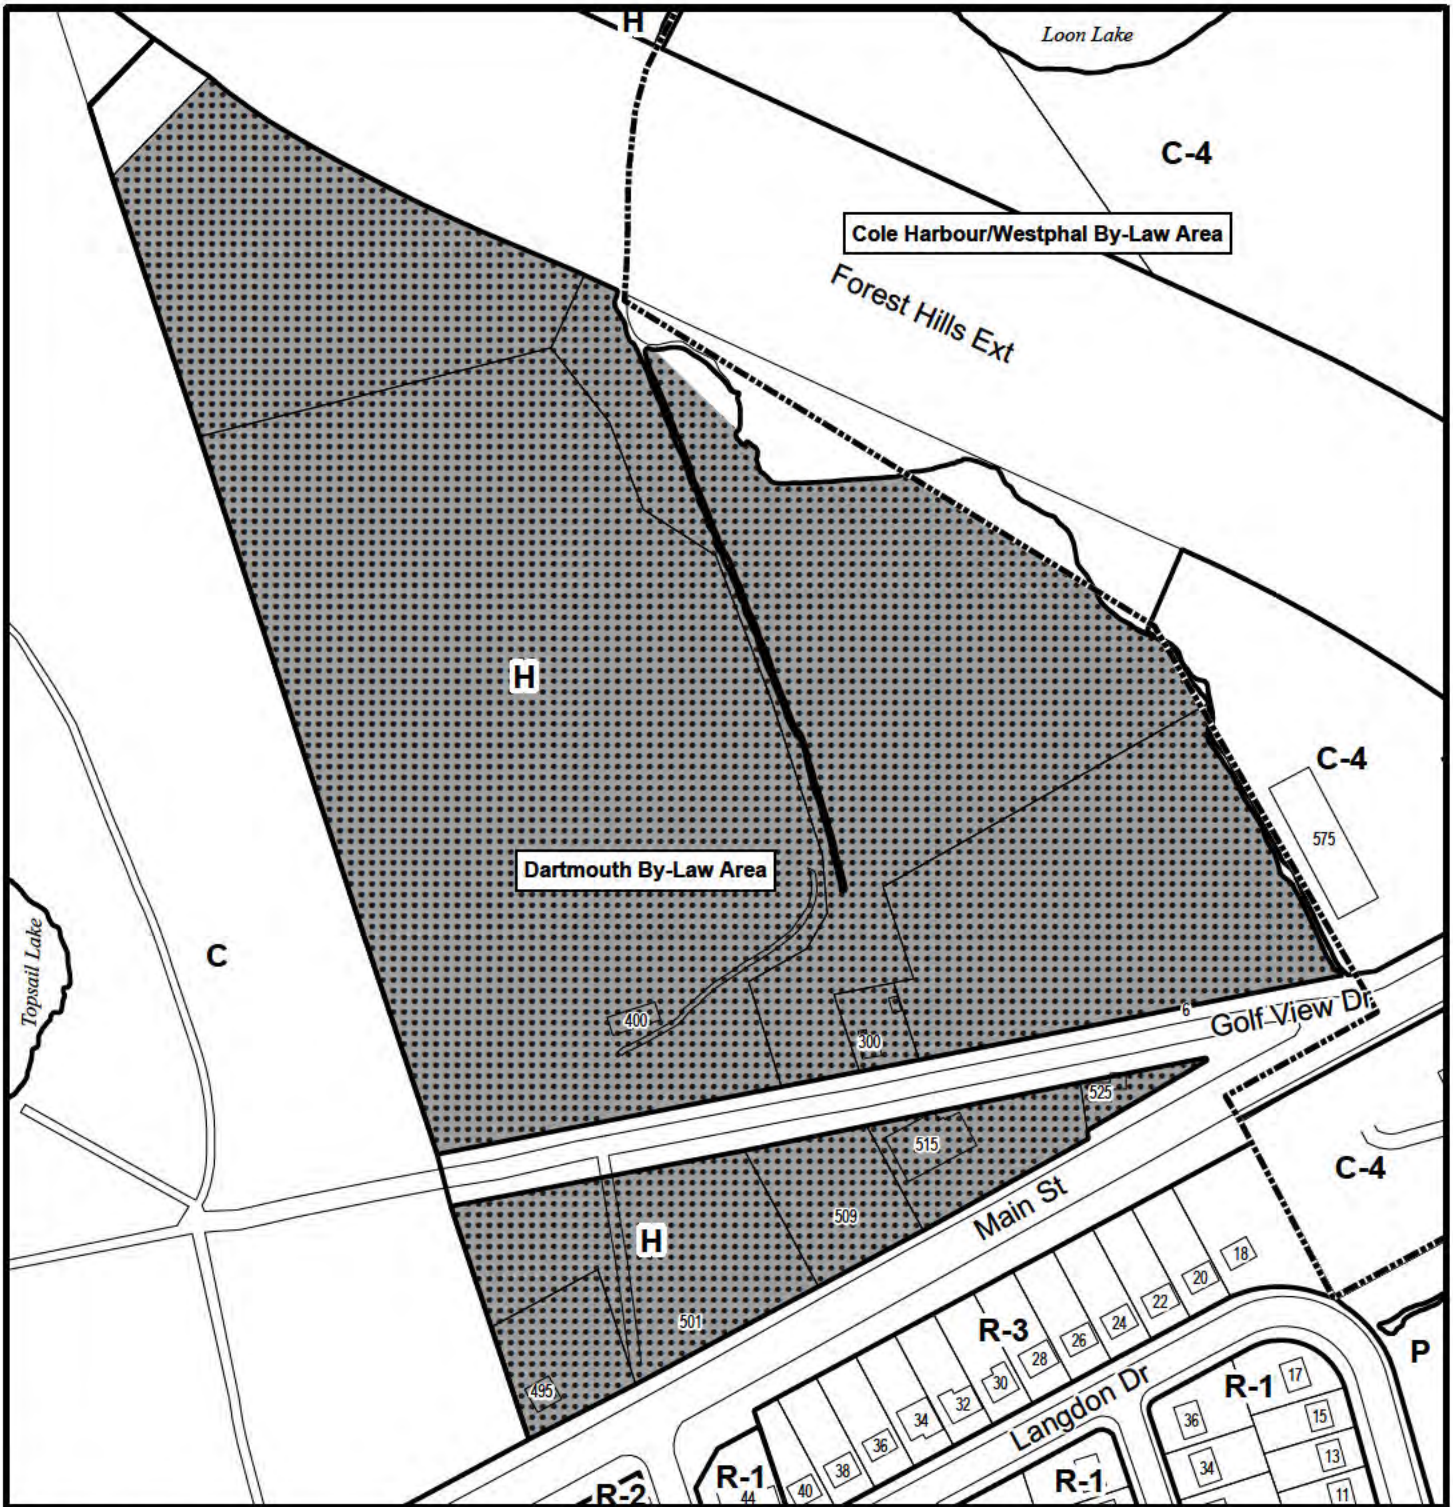 H
Loon Lake
C-4
Cole Harbour/Westphal By-Law Area
Forest Hills Ext
H
C-4
575
Dartmouth By-Law Area
Topsail Lake
C
400
6
Golf View Dr
300
525
515
C-4
Main St
509
H
18
20
501
22
24
R-3
26
P
28
17
495
30
R-1
32
Langdon Dr
34
36
15
36
13
38
34
R-1
R-1
40
44
R-2
11